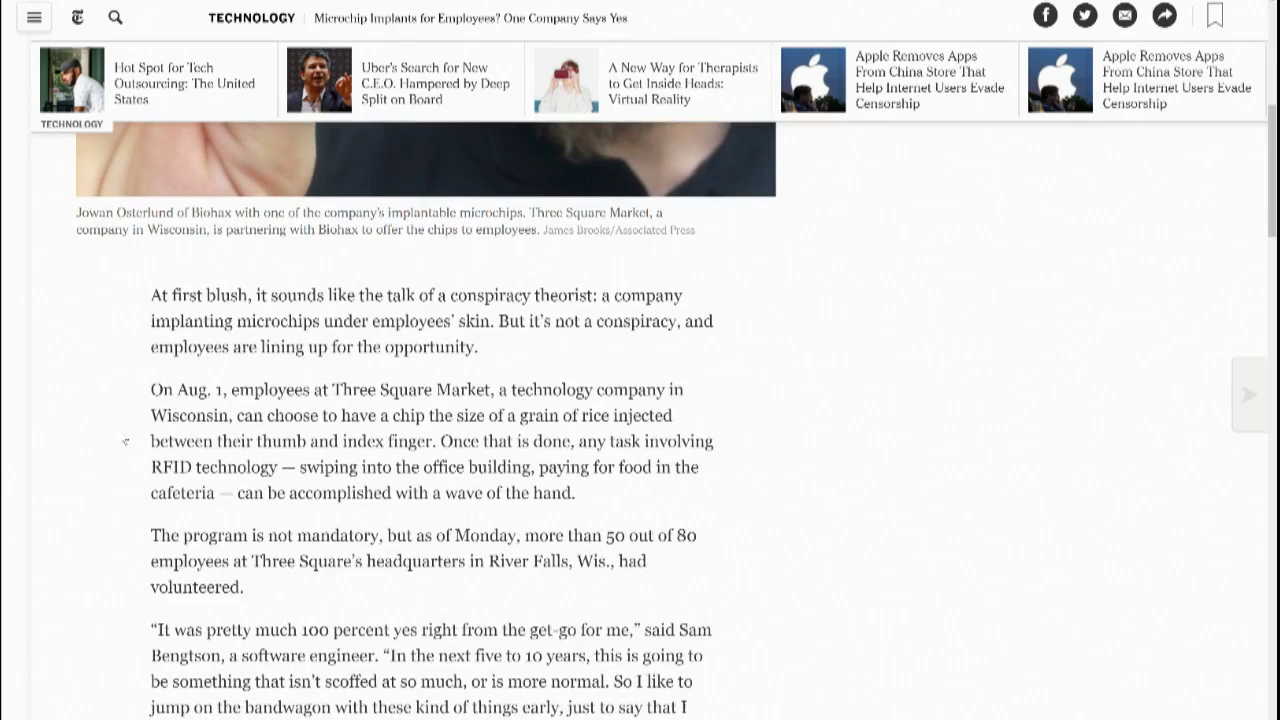 TECHNOLOGY | Microchip Implants for Employees? One Company Says Yes
Hot Spot for Tech
Outsourcing: The United
States
Uber's Search for New
C.E.O. Hampered by Deep
Split on Board
A New Way for Therapists
to Get Inside Heads:
Virtual Reality
Apple Removes Apps
From China Store That
Help Internet Users Evade
Censorship
Apple Removes Apps
From China Store That
Help Internet Users Evade
Censorship
TECHNOLOGY
Jowan Osterlund of Biohax with one of the company's implantable microchips. Three Square Market, a
company in Wisconsin, is partnering with Biohax to offer the chips to employees. James Brooks/Associated Press
At first blush, it sounds like the talk of a conspiracy theorist: a company
implanting microchips under employees' skin. But it's not a conspiracy, and
employees are lining up for the opportunity.
On Aug. 1, employees at Three Square Market, a technology company in
Wisconsin, can choose to have a chip the size of a grain of rice injected
between their thumb and index finger. Once that is done, any task involving
RFID technology — swiping into the office building, paying for food in the
cafeteria — can be accomplished with a wave of the hand.
The program is not mandatory, but as of Monday, more than 50 out of 80
employees at Three Square's headquarters in River Falls, Wis., had
volunteered.
“It was pretty much 100 percent yes right from the get-go for me,” said Sam
Bengtson, a software engineer. “In the next five to 10 years, this is going to
be something that isn't scoffed at so much, or is more normal. So I like to
jump on the bandwagon with these kind of things early, just to say that I